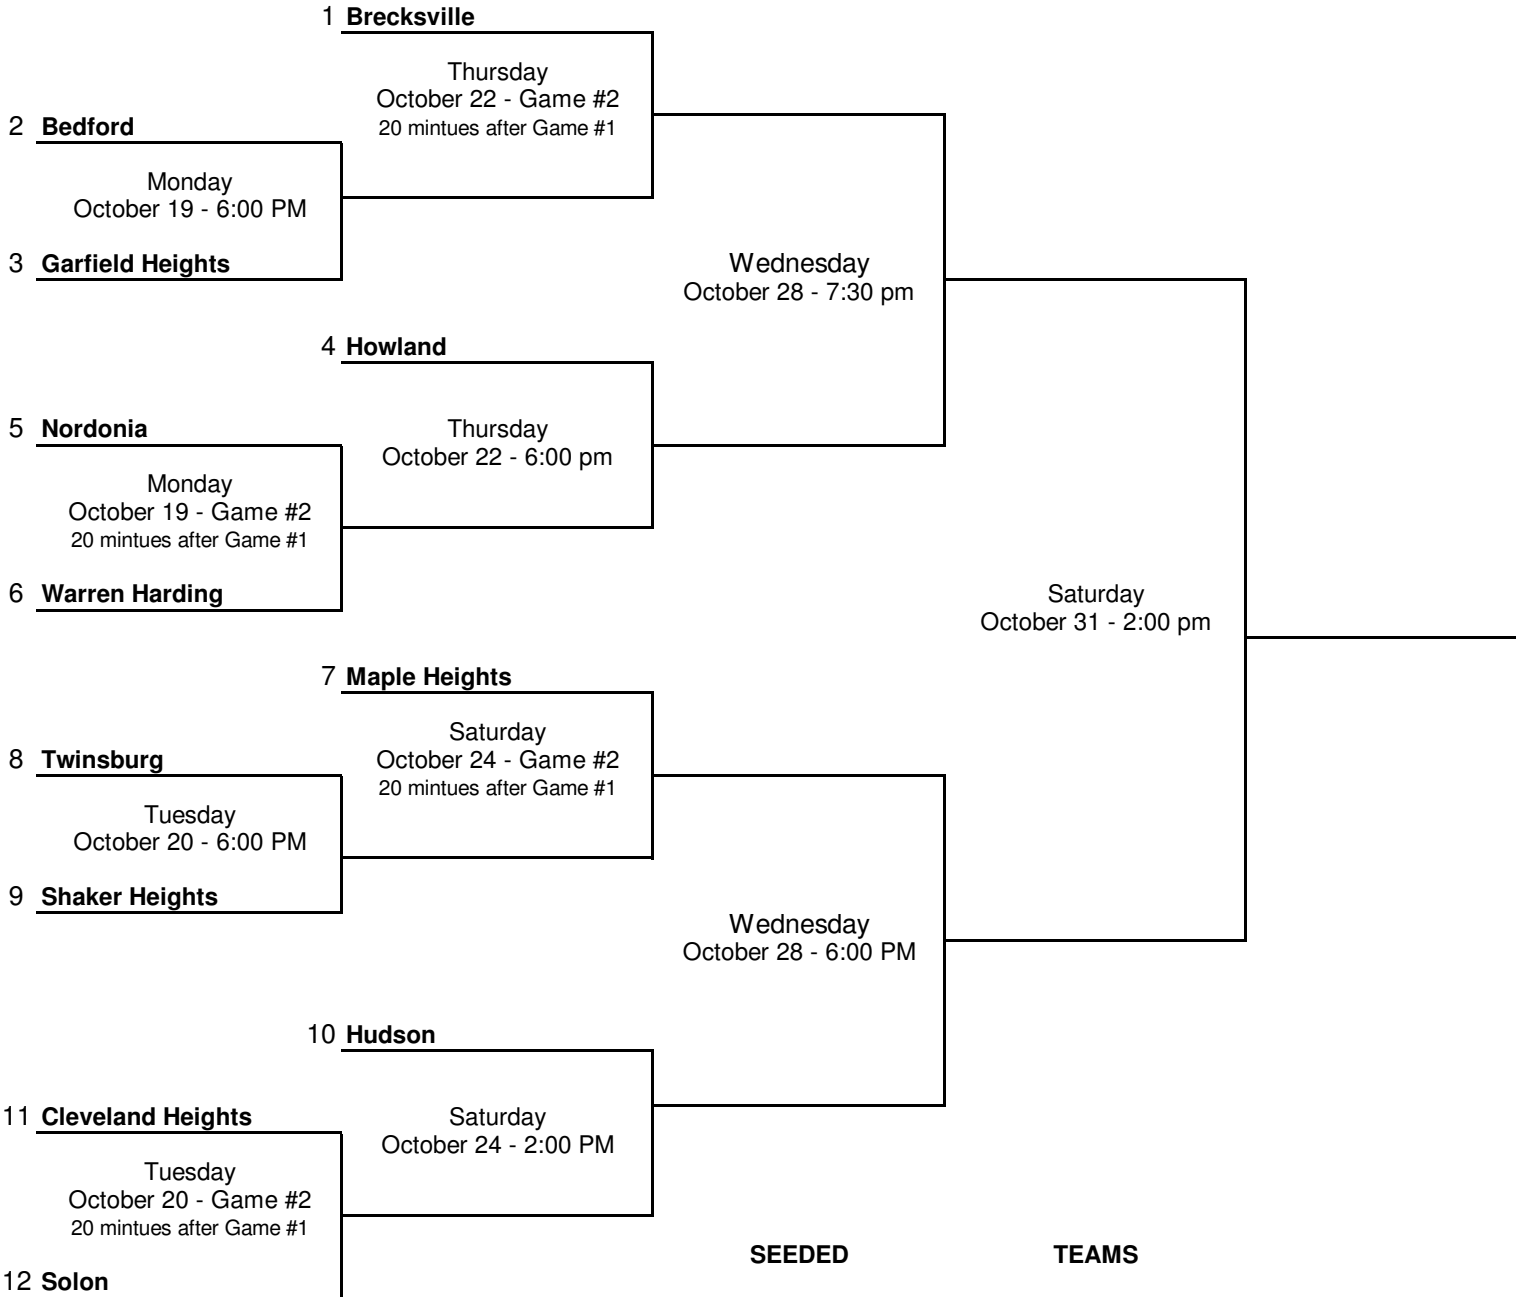 1 Brecksville
Thursday
October 22 - Game #2
20 mintues after Game #1
2 Bedford
Monday
October 19 - 6:00 PM
3 Garfield Heights
Wednesday
October 28 - 7:30 pm
4 Howland
5 Nordonia
Thursday
October 22 - 6:00 pm
Monday
October 19 - Game #2
20 mintues after Game #1
6 Warren Harding
Saturday
October 31 - 2:00 pm
7 Maple Heights
Saturday
October 24 - Game #2
20 mintues after Game #1
8 Twinsburg
Tuesday
October 20 - 6:00 PM
9 Shaker Heights
Wednesday
October 28 - 6:00 PM
10 Hudson
11 Cleveland Heights
Saturday
October 24 - 2:00 PM
Tuesday
October 20 - Game #2
20 mintues after Game #1
SEEDED TEAMS
12 Solon